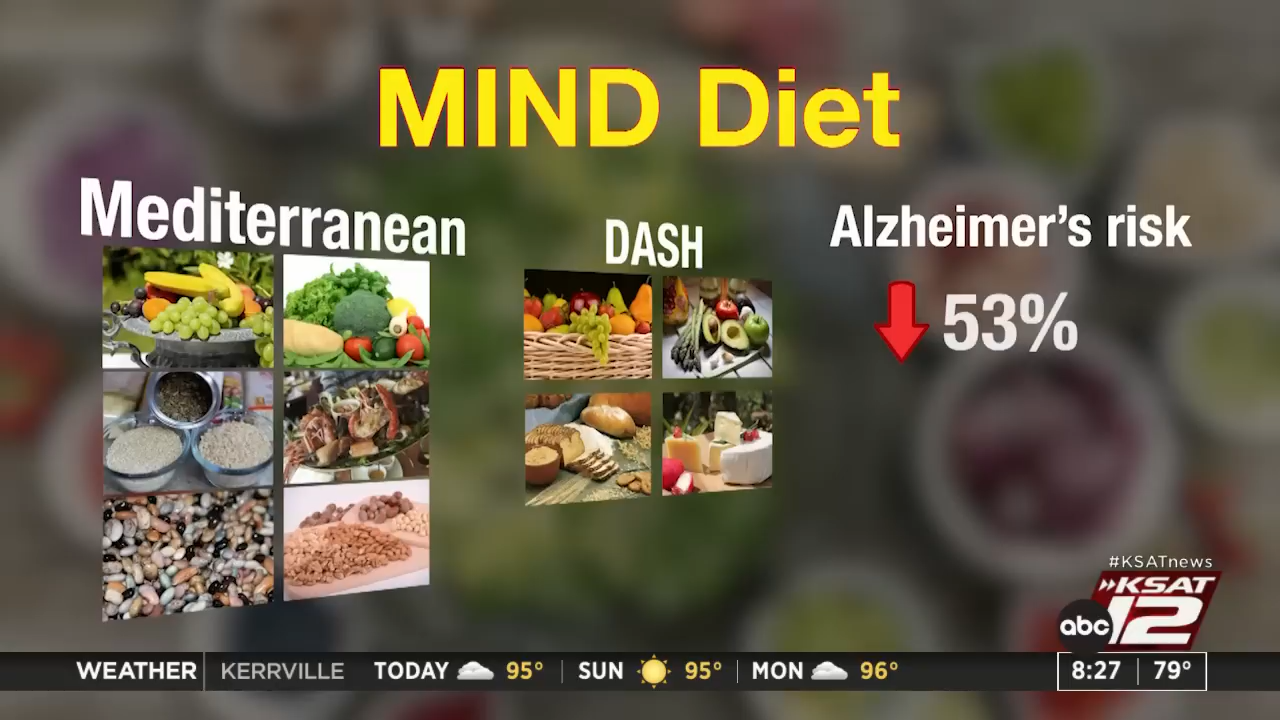 MIND Diet
Mediterranean
DASH
Alzheimer's risk
53%
#KSATnews
KSAT
abc 12
WEATHER KERRVILLE TODAY 95° SUN 95° MON 96° 8:27 79°